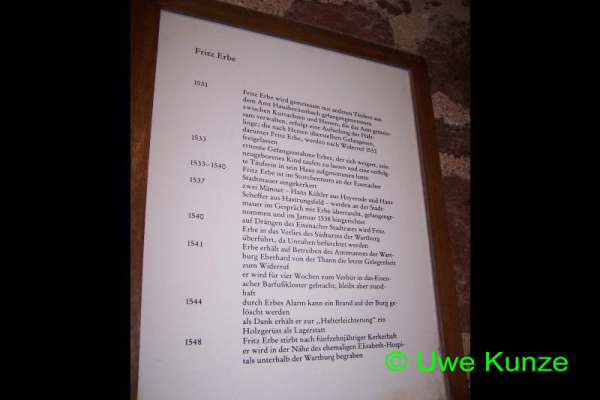 Fritz Erbe
1531
Fritz Erbe wird gemeinsam mit anderen Täufern aus
dem Amt Hausbreitenbach gefangengenommen
zwischen Kursachsen und Hessen, die das Amt gemein-
sam verwalten, erfolgt eine Aufteilung der Häft-
linge; die nach Hessen überstellten Gefangenen,
darunter Fritz Erbe, werden nach Widerruf 1532
freigelassen
1533
erneute Gefangennahme Erbes, der sich weigert, sein
neugeborenes Kind taufen zu lassen und eine verfolg-
te Täuferin in sein Haus aufgenommen hatte
1533–1540
Fritz Erbe ist im Storchenturm an der Eisenacher
Stadtmauer eingekerkert
1537
zwei Männer – Hans Köhler aus Heyerode und Hans
Scheffer aus Hastrungsfeld – werden an der Stadt-
mauer im Gespräch mit Erbe überrascht, gefangenge-
nommen und im Januar 1538 hingerichtet
1540
auf Drängen des Eisenacher Stadtrates wird Fritz
Erbe in das Verlies des Südturms der Wartburg
überführt, da Unruhen befürchtet werden
1541
Erbe erhält auf Betreiben des Amtmannes der Wart-
burg Eberhard von der Thann die letzte Gelegenheit
zum Widerruf
er wird für vier Wochen zum Verhör in das Eisen-
acher Barfußkloster gebracht, bleibt aber stand-
haft
1544
durch Erbes Alarm kann ein Brand auf der Burg ge-
löscht werden
als Dank erhält er zur „Hafterleichterung" ein
Holzgerüst als Lagerstatt
1548
Fritz Erbe stirbt nach fünfzehnjähriger Kerkerhaft
er wird in der Nähe des ehemaligen Elisabeth-Hospi-
tals unterhalb der Wartburg begraben
© Uwe Kunze